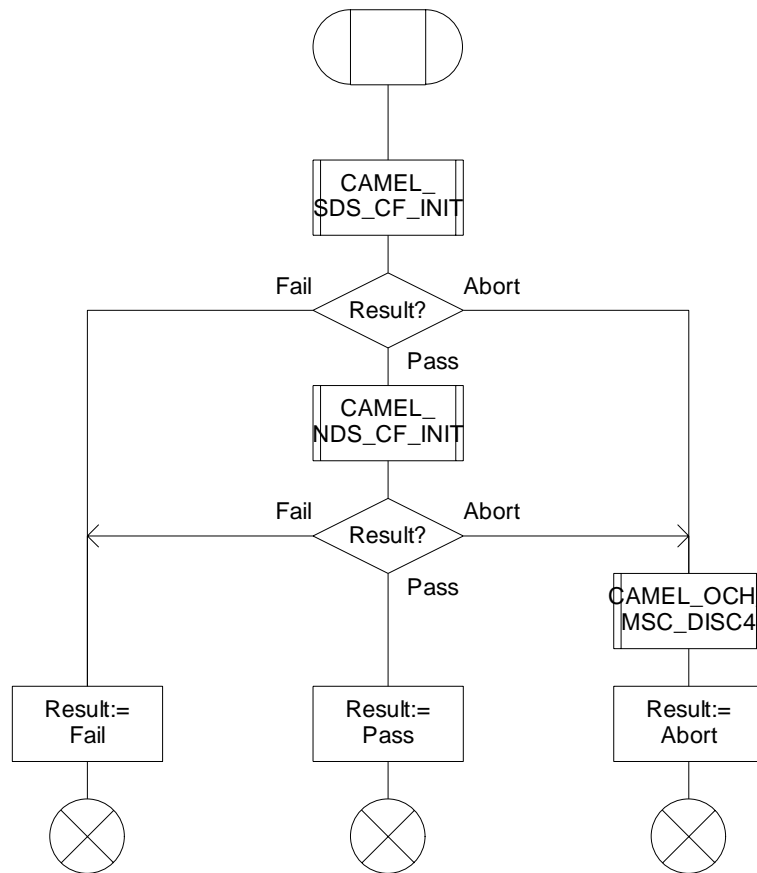 CAMEL_
SDS_CF_INIT
Fail
Abort
Result?
Pass
CAMEL_
NDS_CF_INIT
Fail
Abort
Result?
Pass
CAMEL_OCH
MSC_DISC4
Result:=
Fail
Result:=
Pass
Result:=
Abort